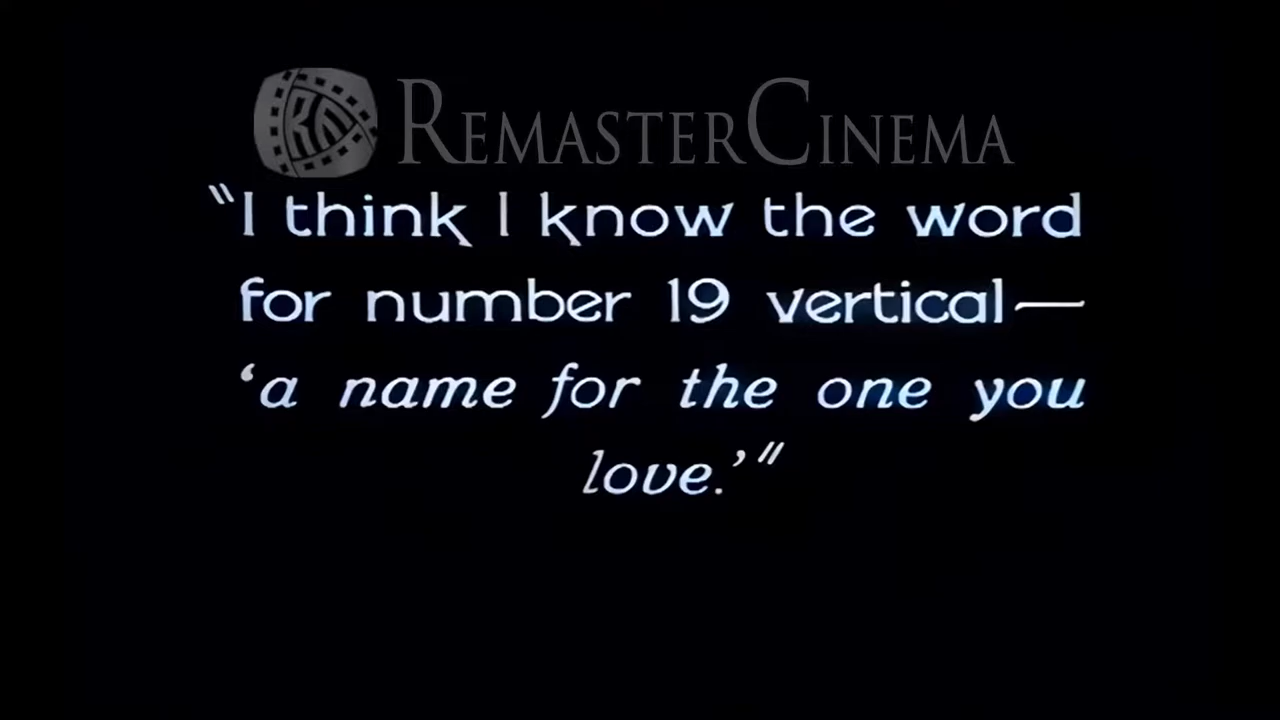 REMASTERCINEMA
"I think I know the word
for number 19 vertical—
'a name for the one you
love.'"